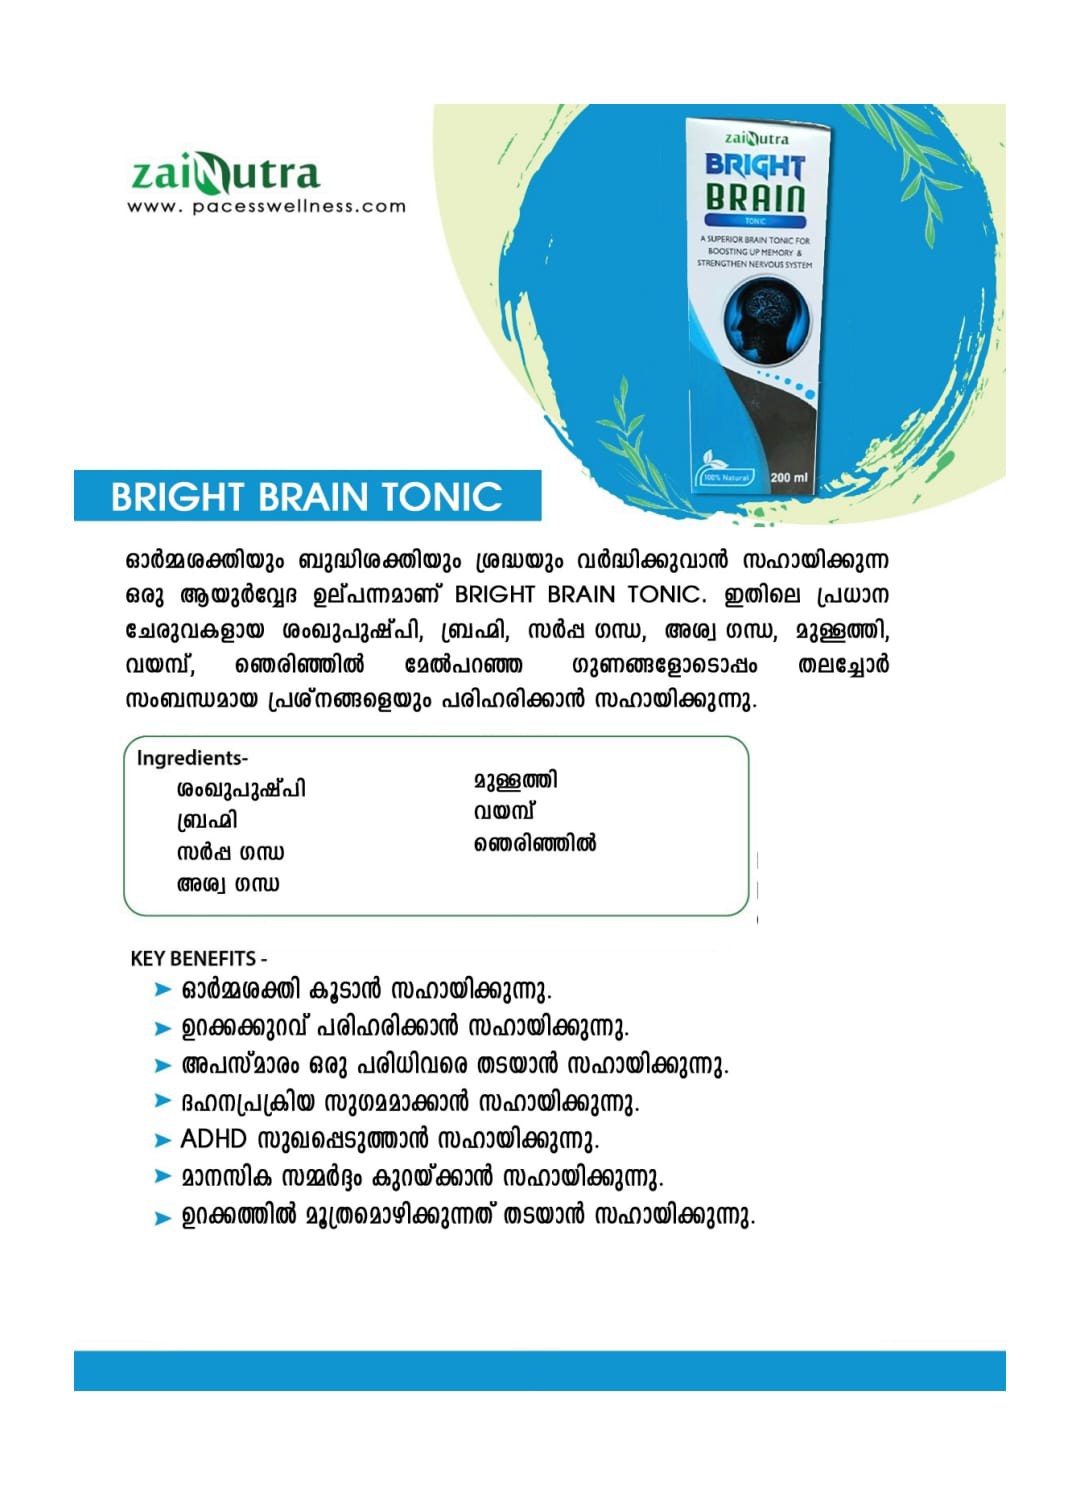 zaiNutra
www. pacesswellness.com
zaiNutra
BRIGHT
BRAIN
TONIC
A SUPERIOR BRAIN TONIC FOR
BOOSTING UP MEMORY &
STRENGTHEN NERVOUS SYSTEM
100% Natural
200 ml
BRIGHT BRAIN TONIC
ഓർമ്മശക്തിയും ബുദ്ധിശക്തിയും ശ്രദ്ധയും വർദ്ധിക്കുവാൻ സഹായിക്കുന്ന
ഒരു ആയുർവ്വേദ ഉല്പന്നമാണ് BRIGHT BRAIN TONIC. ഇതിലെ പ്രധാന
ചേരുവകളായ ശംഖുപുഷ്പി, ബ്രഹ്മി, സർപ്പ ഗന്ധ, അശ്വ ഗന്ധ, മുള്ളത്തി,
വയമ്പ്, ഞെരിഞ്ഞിൽ മേൽപറഞ്ഞ ഗുണങ്ങളോടൊപ്പം തലച്ചോർ
സംബന്ധമായ പ്രശ്നങ്ങളെയും പരിഹരിക്കാൻ സഹായിക്കുന്നു.
Ingredients-
ശംഖുപുഷ്പി
ബ്രഹ്മി
സർപ്പ ഗന്ധ
അശ്വ ഗന്ധ
മുള്ളത്തി
വയമ്പ്
ഞെരിഞ്ഞിൽ
KEY BENEFITS -
➤ ഓർമ്മശക്തി കൂടാൻ സഹായിക്കുന്നു.
➤ ഉറക്കക്കുറവ് പരിഹരിക്കാൻ സഹായിക്കുന്നു.
➤ അപസ്മാരം ഒരു പരിധിവരെ തടയാൻ സഹായിക്കുന്നു.
➤ ദഹനപ്രക്രിയ സുഗമമാക്കാൻ സഹായിക്കുന്നു.
➤ ADHD സുഖപ്പെടുത്താൻ സഹായിക്കുന്നു.
➤ മാനസിക സമ്മർദ്ദം കുറയ്ക്കാൻ സഹായിക്കുന്നു.
➤ ഉറക്കത്തിൽ മൂത്രമൊഴിക്കുന്നത് തടയാൻ സഹായിക്കുന്നു.